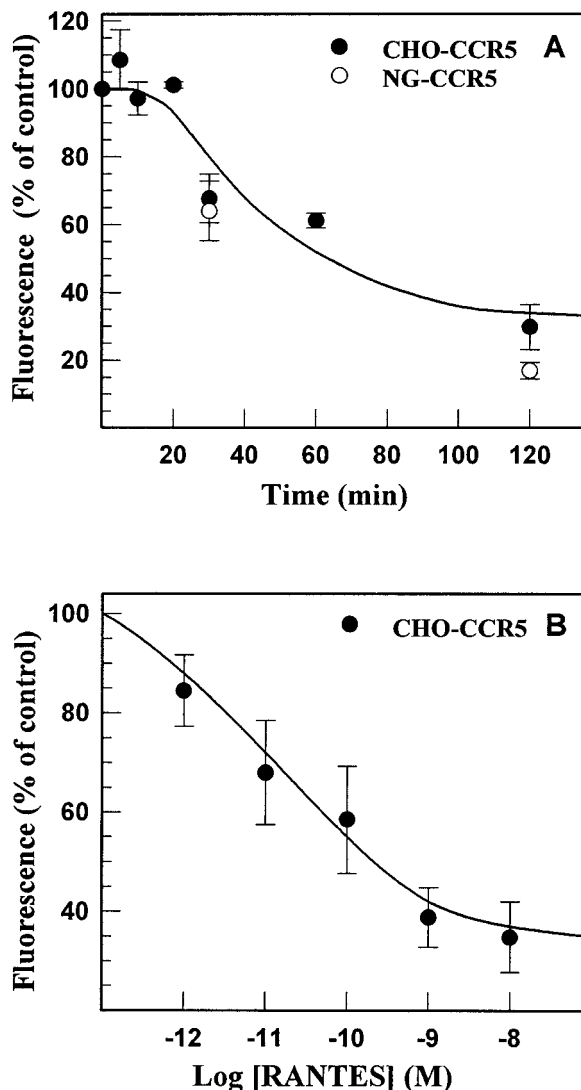 120
100
80
60
40
20
Fluorescence (% of control)
CHO-CCR5
NG-CCR5
A
20 40 60 80 100 120
Time (min)
100
80
60
40
Fluorescence (% of control)
CHO-CCR5 B
-12 -11 -10 -9 -8
Log [RANTES] (M)